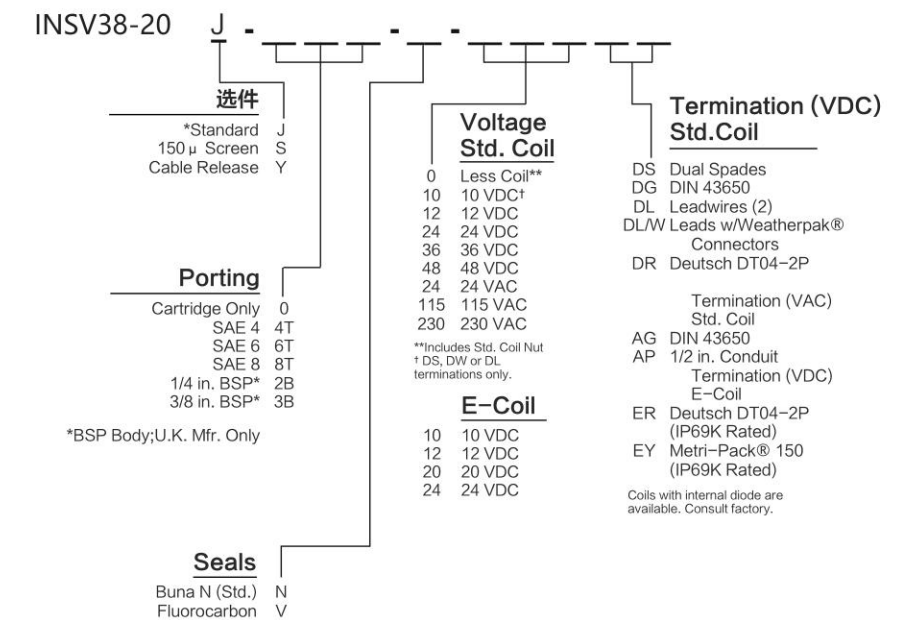 INSV38-20 J - ___ - _ - ___ __
选件
*Standard J
150 μ Screen S
Cable Release Y
Porting
Cartridge Only 0
SAE 4 4T
SAE 6 6T
SAE 8 8T
1/4 in. BSP* 2B
3/8 in. BSP* 3B
*BSP Body;U.K. Mfr. Only
Seals
Buna N (Std.) N
Fluorocarbon V
Voltage
Std. Coil
0 Less Coil**
10 10 VDC†
12 12 VDC
24 24 VDC
36 36 VDC
48 48 VDC
24 24 VAC
115 115 VAC
230 230 VAC
**Includes Std. Coil Nut
† DS, DW or DL
terminations only.
E-Coil
10 10 VDC
12 12 VDC
20 20 VDC
24 24 VDC
Termination (VDC)
Std.Coil
DS Dual Spades
DG DIN 43650
DL Leadwires (2)
DL/W Leads w/Weatherpak®
Connectors
DR Deutsch DT04-2P
Termination (VAC)
Std. Coil
AG DIN 43650
AP 1/2 in. Conduit
Termination (VDC)
E-Coil
ER Deutsch DT04-2P
(IP69K Rated)
EY Metri-Pack® 150
(IP69K Rated)
Coils with internal diode are
available. Consult factory.